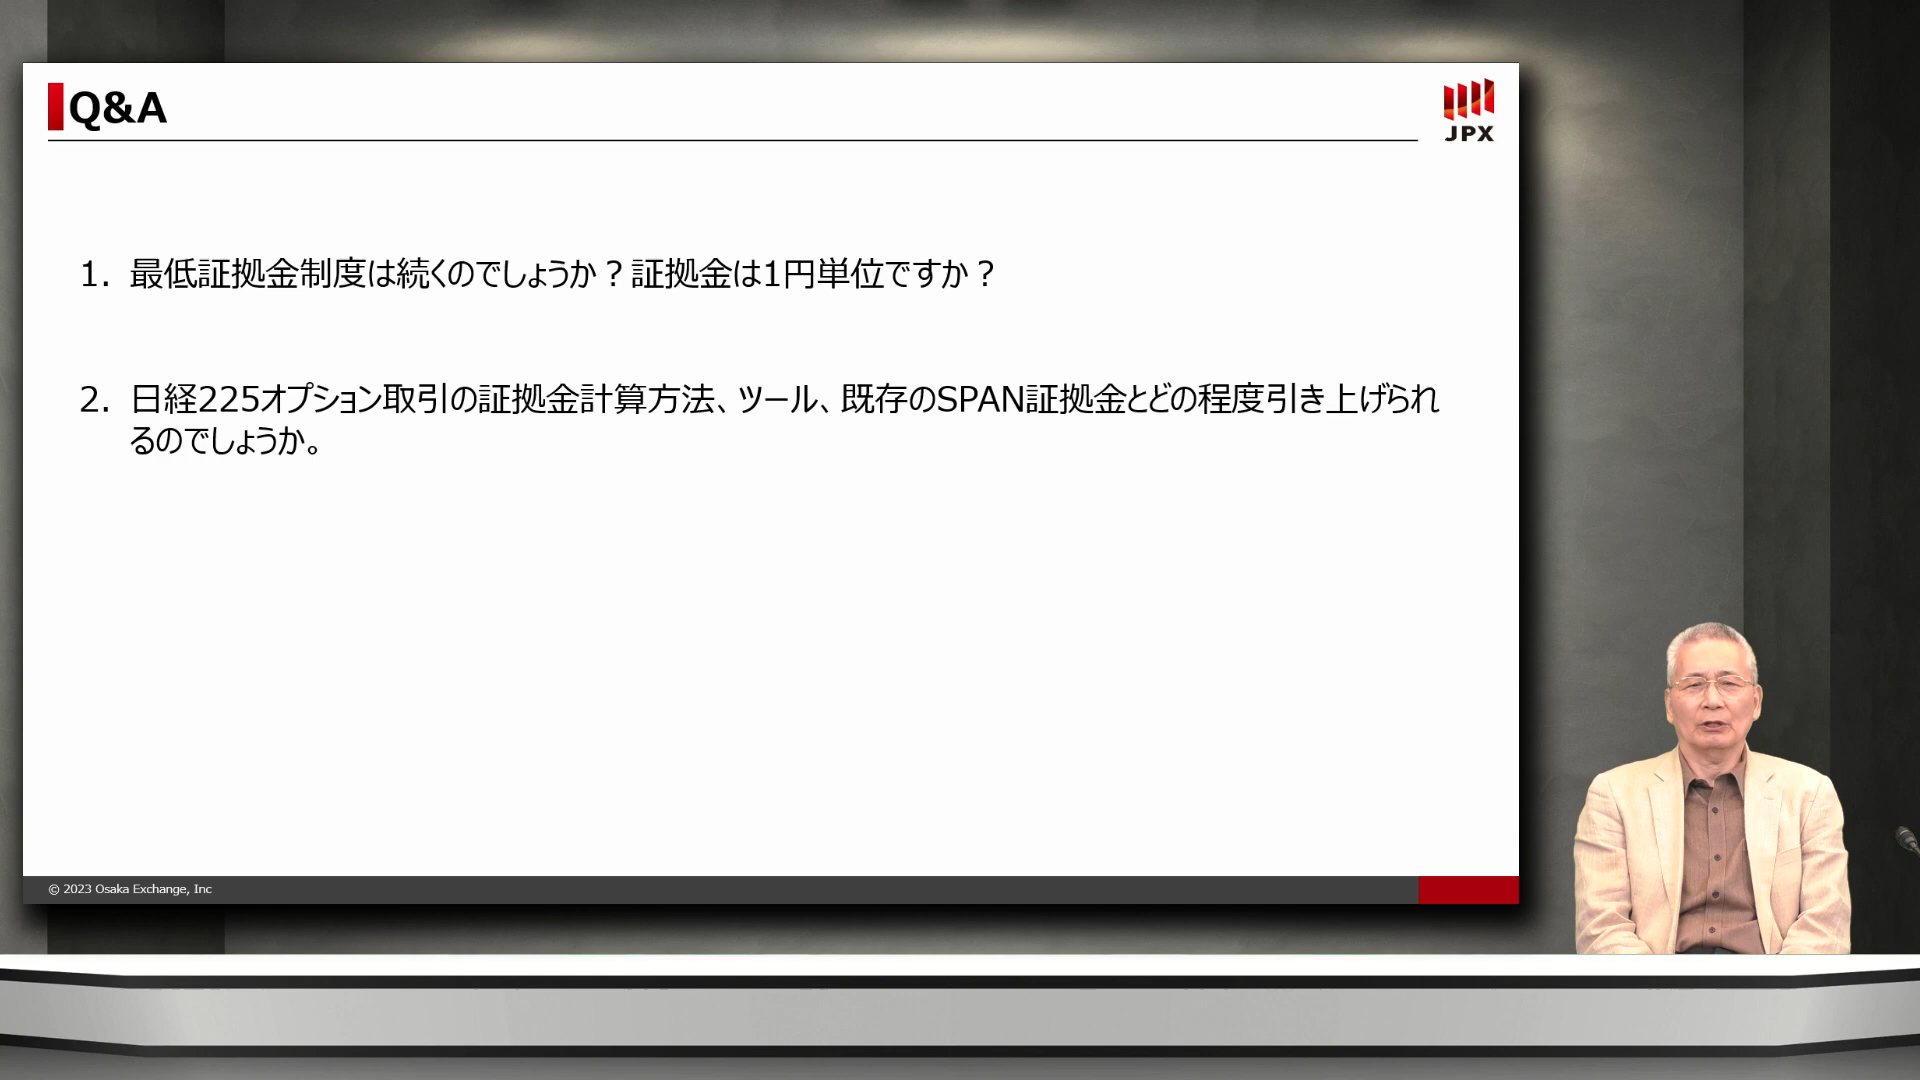 Q&A
JPX
1. 最低証拠金制度は続くのでしょうか？証拠金は1円単位ですか？
2. 日経225オプション取引の証拠金計算方法、ツール、既存のSPAN証拠金とどの程度引き上げられ
るのでしょうか。
© 2023 Osaka Exchange, Inc